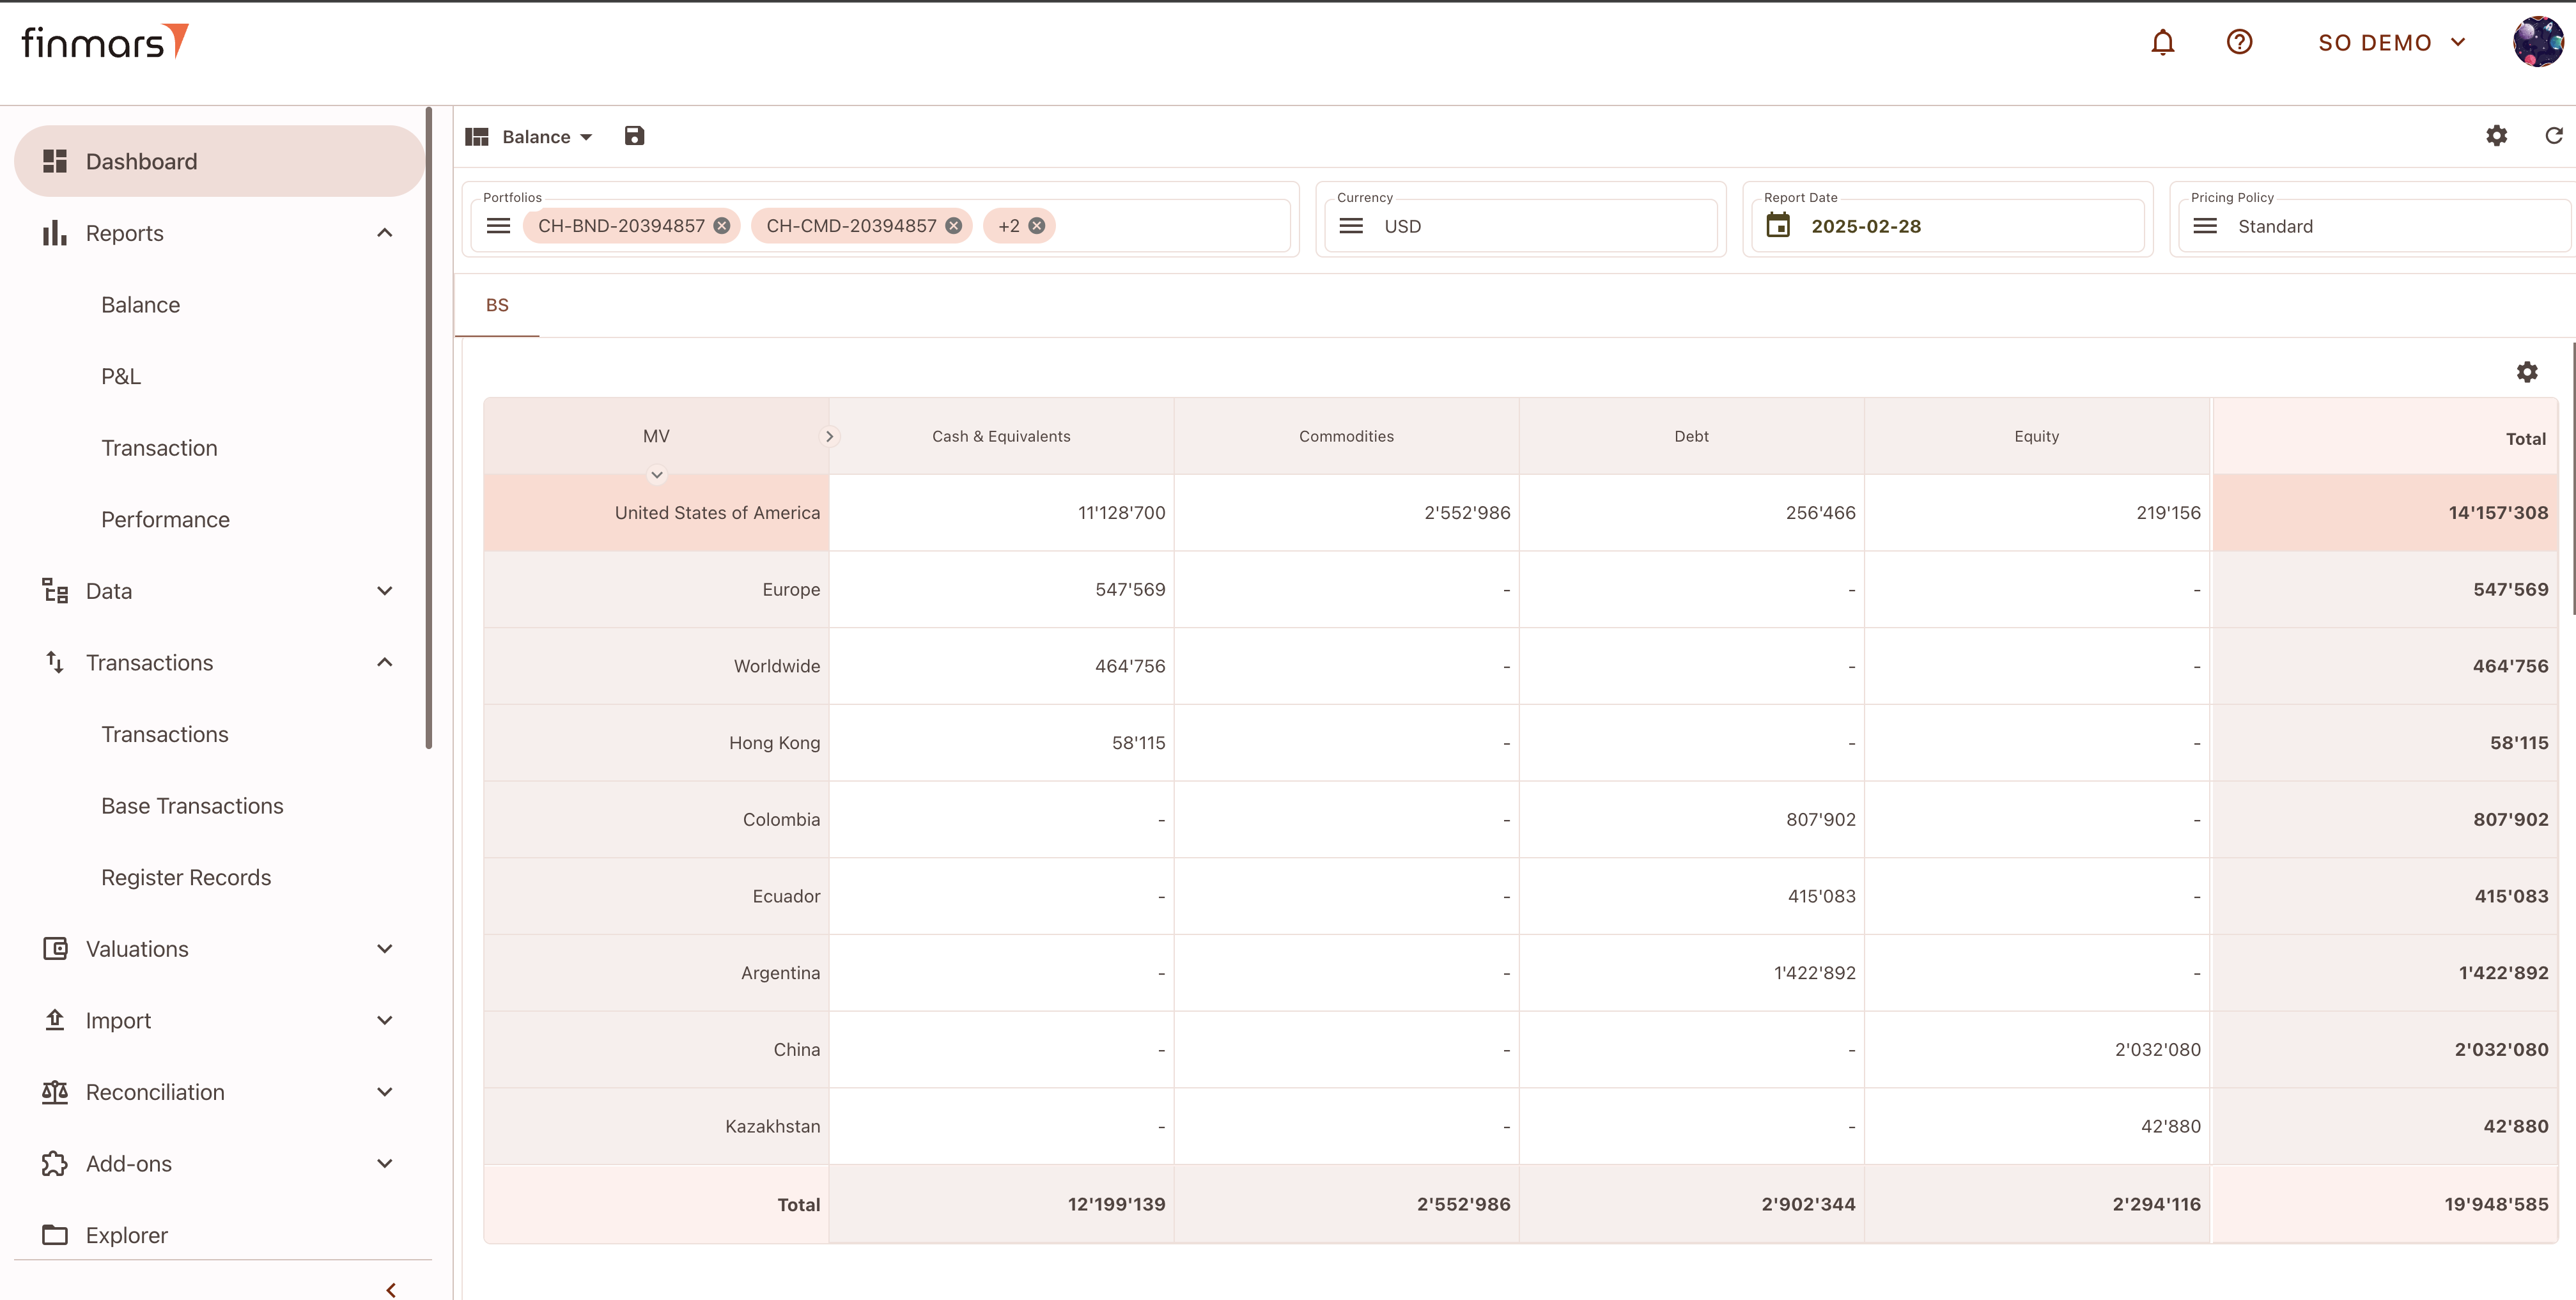 finmars
SO DEMO
Dashboard
Reports
Balance
P&L
Transaction
Performance
Data
Transactions
Transactions
Base Transactions
Register Records
Valuations
Import
Reconciliation
Add-ons
Explorer
Balance
Portfolios
CH-BND-20394857 CH-CMD-20394857 +2
Currency
USD
Report Date
2025-02-28
Pricing Policy
Standard
BS
MV Cash & Equivalents Commodities Debt Equity Total
United States of America 11'128'700 2'552'986 256'466 219'156 14'157'308
Europe 547'569 - - - 547'569
Worldwide 464'756 - - - 464'756
Hong Kong 58'115 - - - 58'115
Colombia - - 807'902 - 807'902
Ecuador - - 415'083 - 415'083
Argentina - - 1'422'892 - 1'422'892
China - - - 2'032'080 2'032'080
Kazakhstan - - - 42'880 42'880
Total 12'199'139 2'552'986 2'902'344 2'294'116 19'948'585